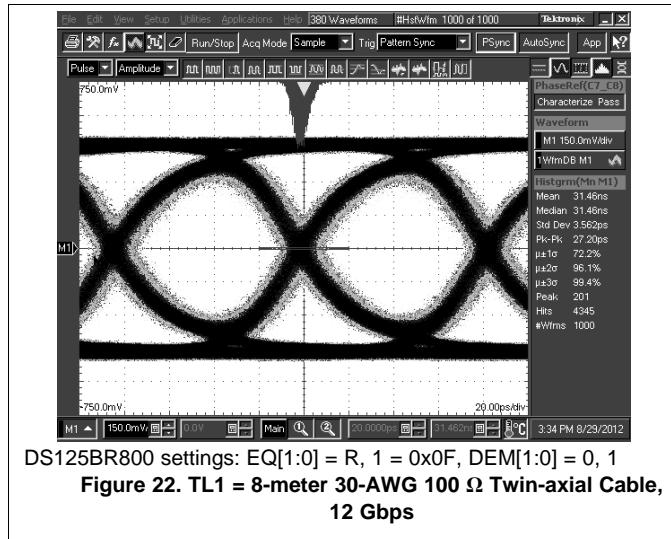 File Edit View Setup Utilities Applications Help 380 Waveforms #HstWfm 1000 of 1000 Tektronix
Run/Stop Acq Mode Sample Trig Pattern Sync PSync AutoSync App
Pulse Amplitude
750.0mV
PhaseRef(C7_C8)
Characterize Pass
Waveform
M1 150.0mV/div
1 WfmDB M1
Histgrm(Mn M1)
Mean 31.46ns
Median 31.46ns
Std Dev 3.562ps
Pk-Pk 27.20ps
µ±1σ 72.2%
µ±2σ 96.1%
µ±3σ 99.4%
Peak 201
Hits 4345
#Wfms 1000
M1
-750.0mV
20.00ps/div
M1 150.0mV/ 0.0V Main 20.0000ps 31.462n °C 3:34 PM 8/29/2012
DS125BR800 settings: EQ[1:0] = R, 1 = 0x0F, DEM[1:0] = 0, 1
Figure 22. TL1 = 8-meter 30-AWG 100 Ω Twin-axial Cable,
12 Gbps